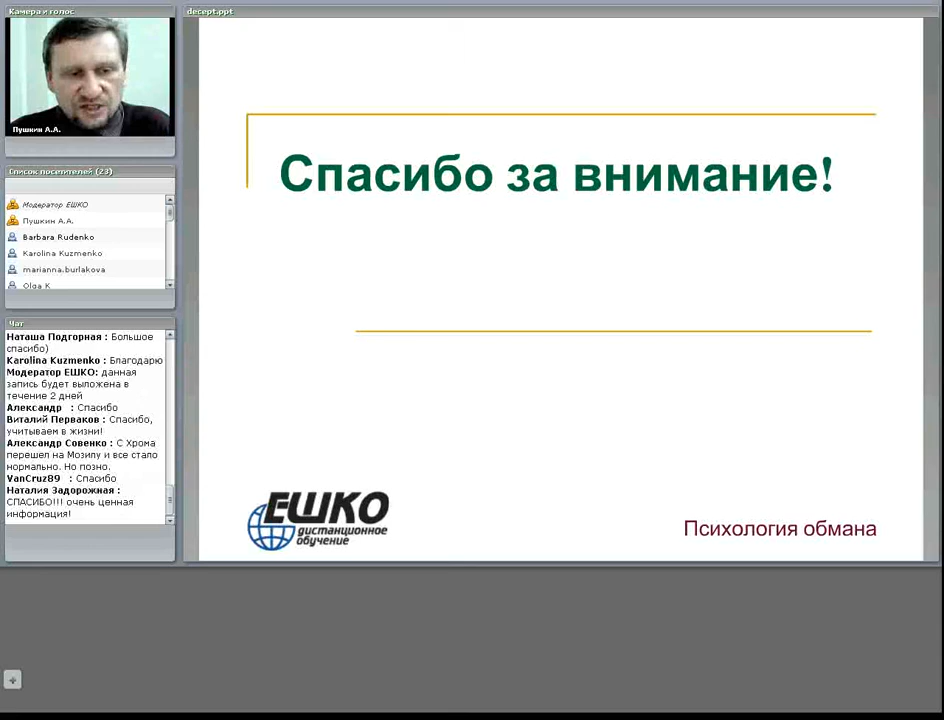 Камера и голос
Пушкин А.А.
Список посетителей (23)
Модератор ЕШКО
Пушкин А.А.
Barbara Rudenko
Karolina Kuzmenko
marianna.burlakova
Olga K
Чат
Наташа Подгорная : Большое
спасибо)
Karolina Kuzmenko : Благодарю
Модератор ЕШКО: данная
запись будет выложена в
течение 2 дней
Александр : Спасибо
Виталий Перваков : Спасибо,
учитываем в жизни!
Александр Совенко : С Хрома
перешел на Мозилу и все стало
нормально. Но позно.
VanCruz89 : Спасибо
Наталия Задорожная :
СПАСИБО!!! очень ценная
информация!
decept.ppt
Спасибо за внимание!
ЕШКО
дистанционное
обучение
Психология обмана